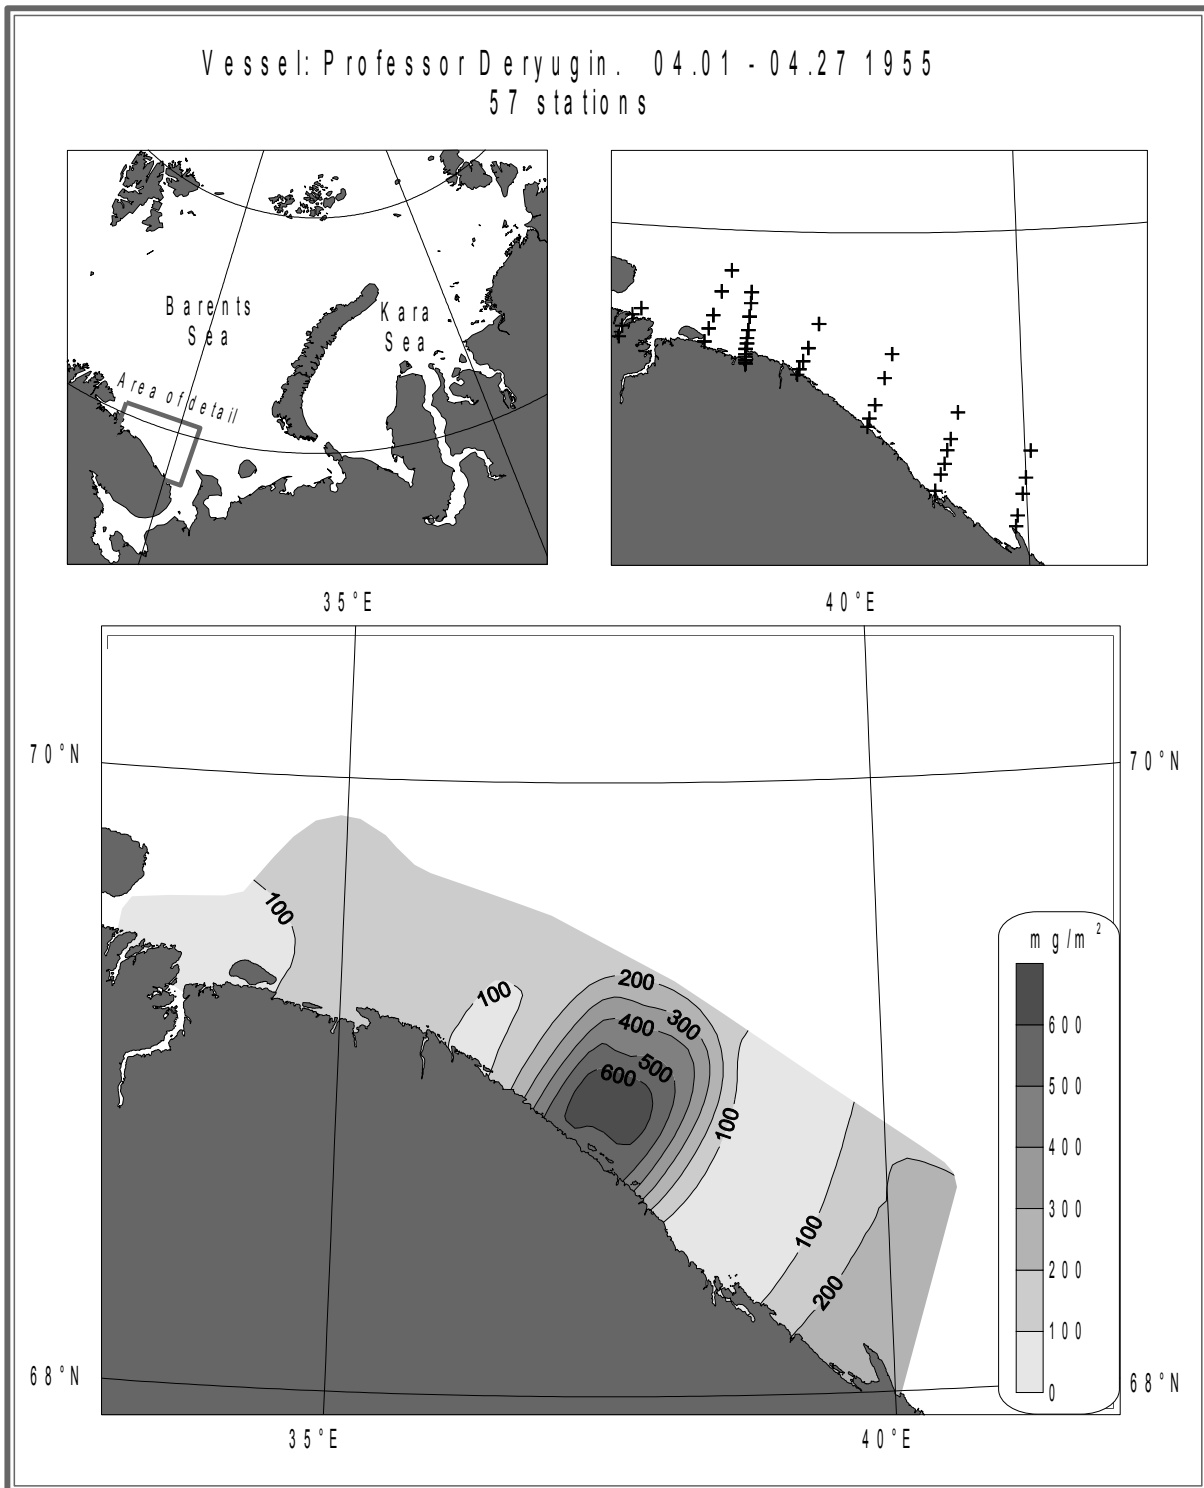 Vessel: Professor Deryugin. 04.01 - 04.27 1955
57 stations
Barents
Sea
Kara
Sea
Area of detail
35°E
40°E
70°N
70°N
100
200
100
300
400
500
600
100
100
200
mg/m²
600
500
400
300
200
100
0
68°N
68°N
35°E
40°E